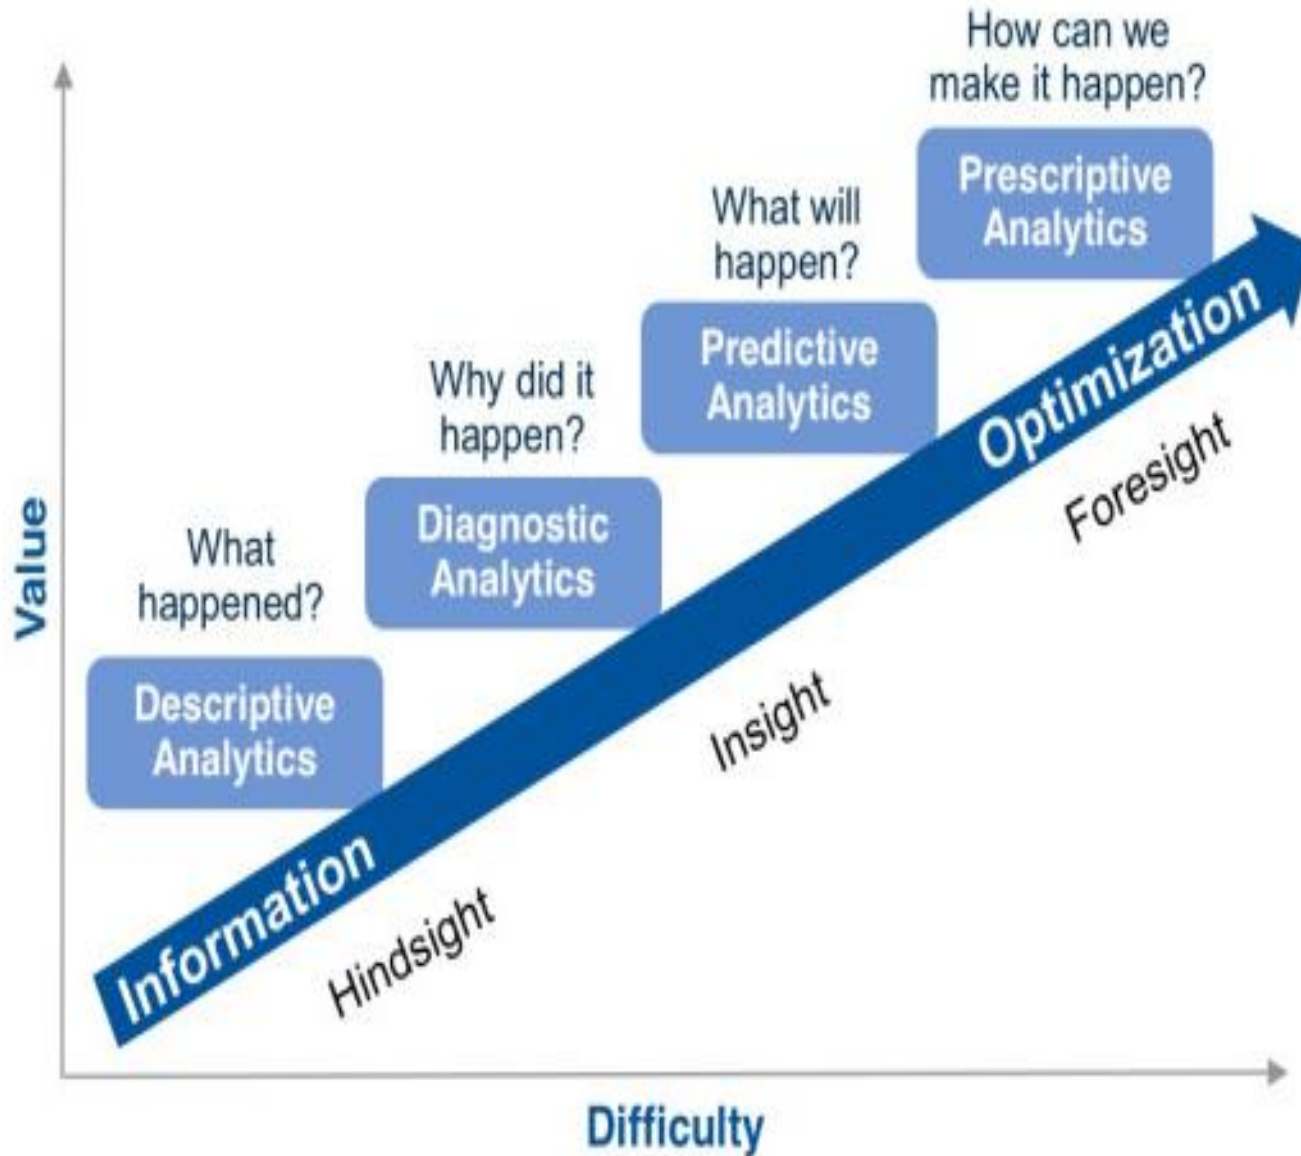 How can we
make it happen?
Prescriptive
Analytics
What will
happen?
Predictive
Analytics
Why did it
happen?
Diagnostic
Analytics
What
happened?
Descriptive
Analytics
Value
Information
Optimization
Hindsight
Insight
Foresight
Difficulty